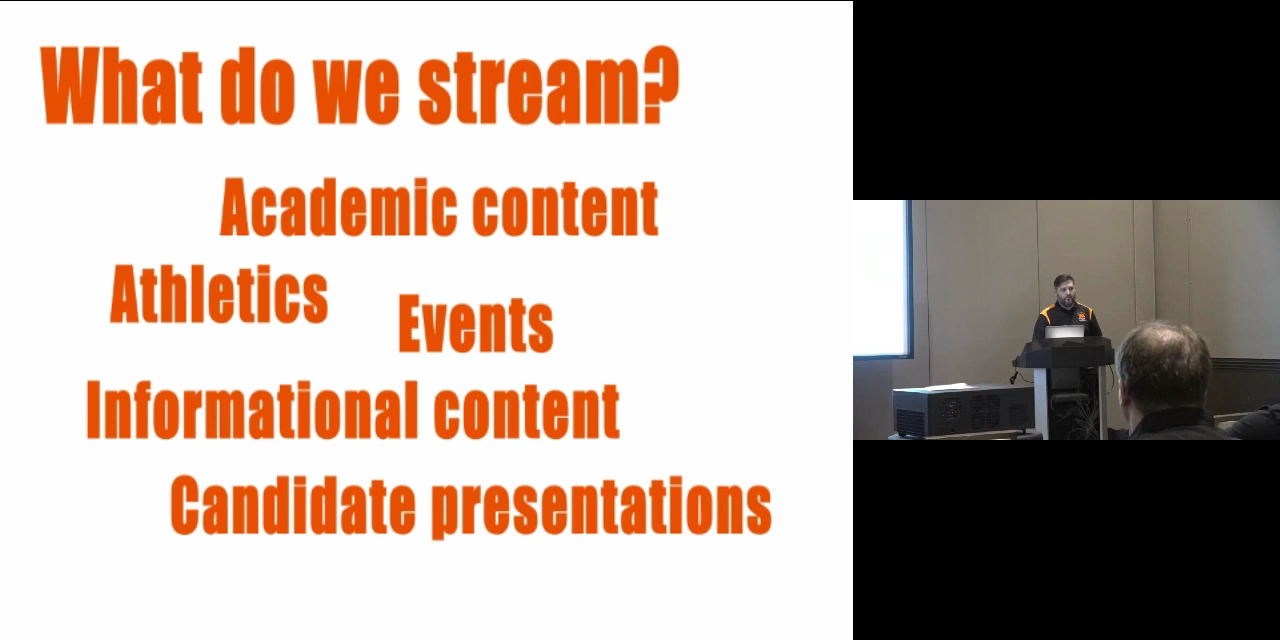 What do we stream?
Academic content
Athletics
Events
Informational content
Candidate presentations